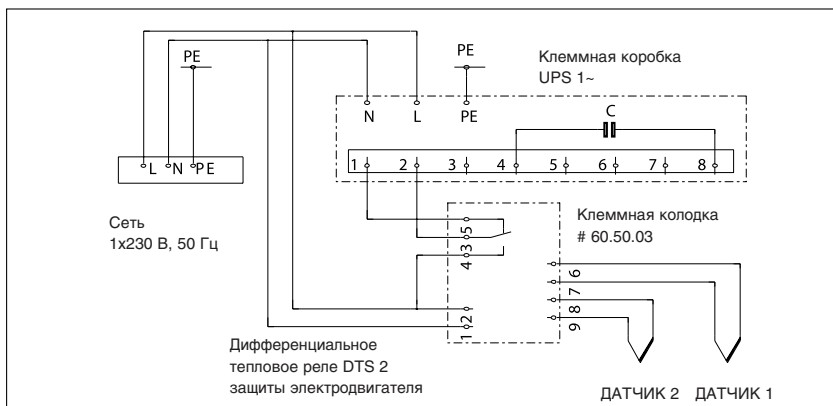 PE
PE
Клеммная коробка
UPS 1~
N L PE
C
1 2 3 4 5 6 7 8
L N PE
Сеть
1x230 В, 50 Гц
5
3
4
2
1
6
7
8
9
Клеммная колодка
# 60.50.03
Дифференциальное
тепловое реле DTS 2
защиты электродвигателя
ДАТЧИК 2 ДАТЧИК 1